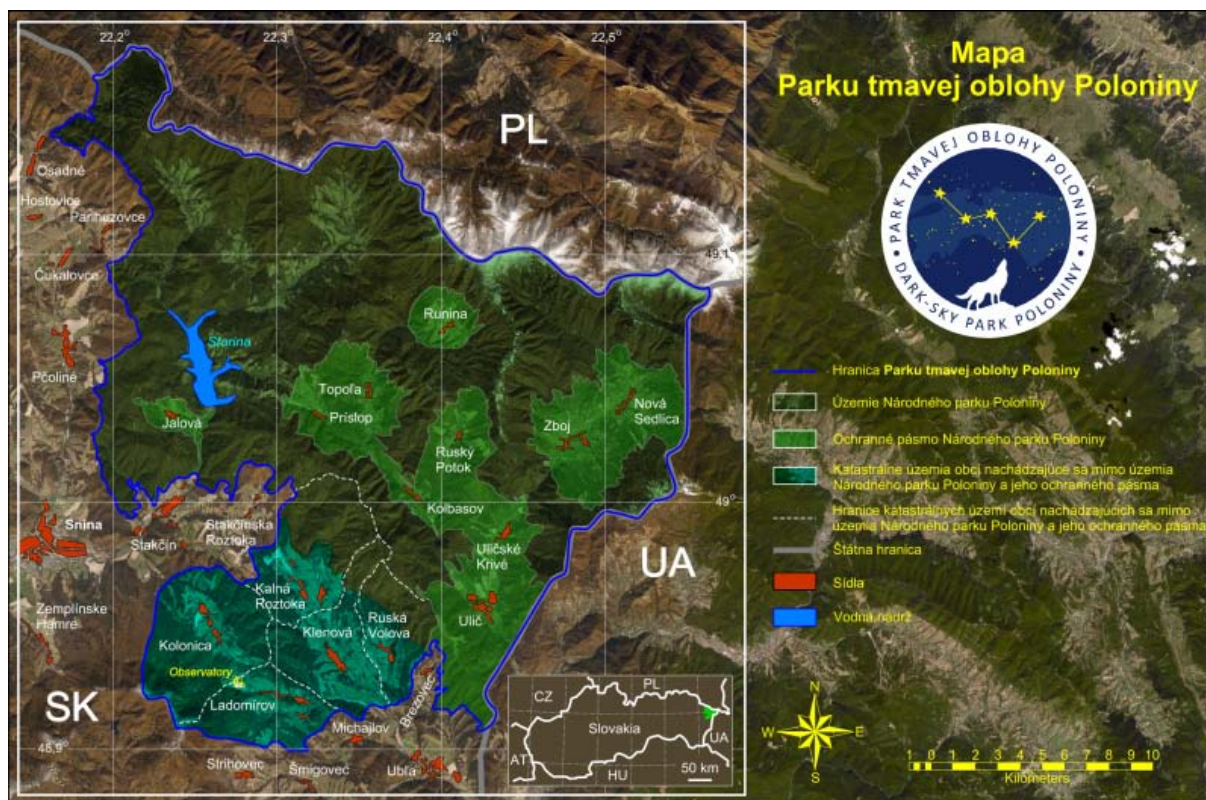 22,2°
22,3°
22,4°
22,5°
PL
Osadné
Hostovice
Parihuzovce
Čukalovce
49,1°
Runina
Starina
Pčoliné
Topoľa
Príslop
Jalová
Nová
Sedlica
Zboj
Ruský
Potok
49°
Kolbasov
Snina
Stakčín
Stakčínska
Roztoka
Uličské
Krivé
UA
Zemplínske
Hámre
Kalná
Roztoka
Ruská
Volova
Ulič
Kolonica
Klenová
Observatory
Ladomírov
SK
Brezovec
Michajlov
48,9°
Strihovec
Šmigovec
Ubľa
CZ
PL
Slovakia
UA
AT
HU
50 km
Mapa
Parku tmavej oblohy Poloniny
• PARK TMAVEJ OBLOHY POLONINY •
DARK-SKY PARK POLONINY
Hranica Parku tmavej oblohy Poloniny
Územie Národného parku Poloniny
Ochranné pásmo Národného parku Poloniny
Katastrálne územia obcí nachádzajúce sa mimo územia
Národného parku Poloniny a jeho ochranného pásma
Hranice katastrálnych území obcí nachádzajúcich sa mimo
územia Národného parku Poloniny a jeho ochranného pásma
Štátna hranica
Sídla
Vodná nádrž
N
W
E
S
1 0 1 2 3 4 5 6 7 8 9 10
Kilometers